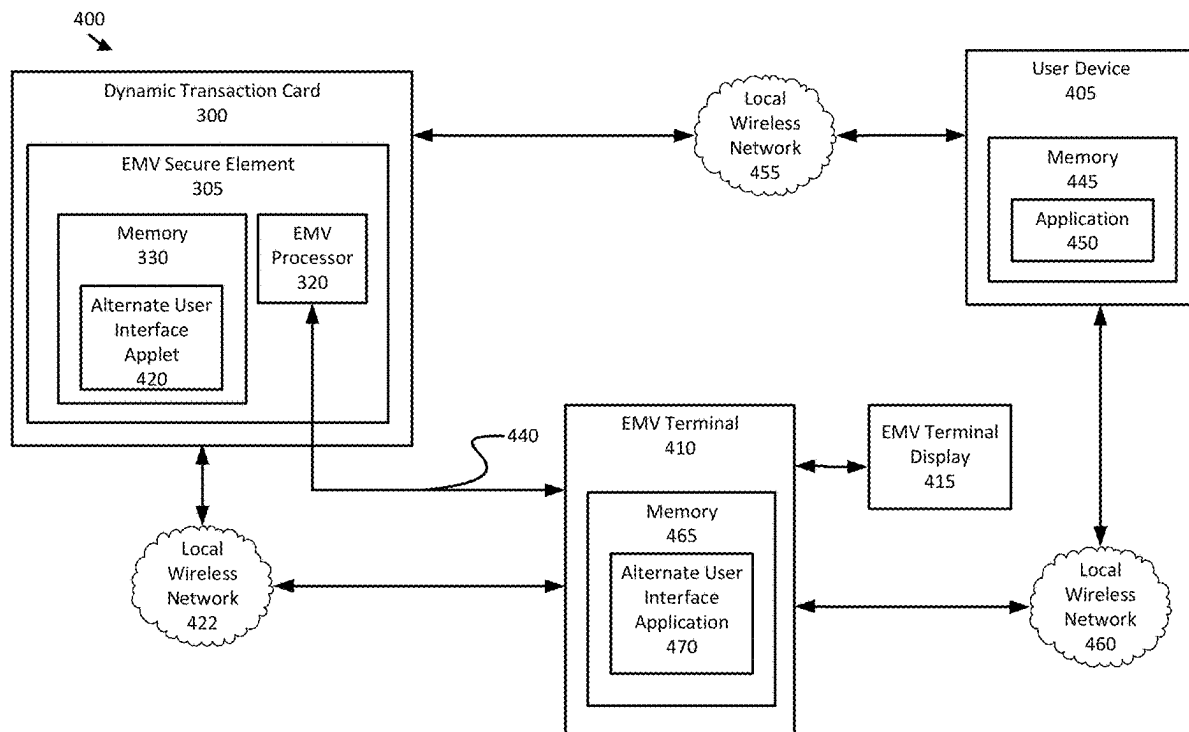 400
Dynamic Transaction Card
300
EMV Secure Element
305
Memory
330
Alternate User
Interface
Applet
420
EMV
Processor
320
Local
Wireless
Network
455
User Device
405
Memory
445
Application
450
440
EMV Terminal
410
Memory
465
Alternate User
Interface
Application
470
EMV Terminal
Display
415
Local
Wireless
Network
422
Local
Wireless
Network
460